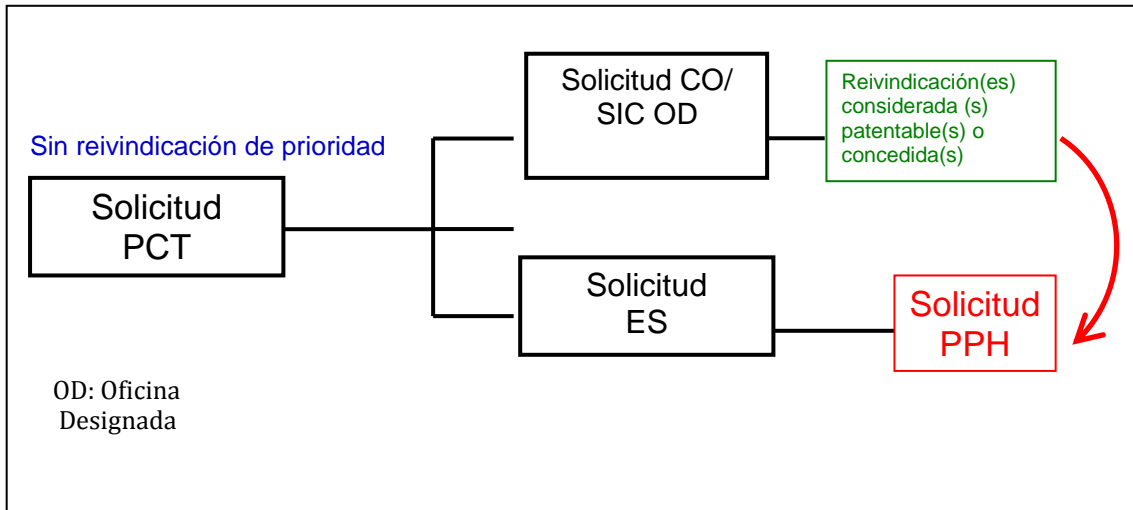 Sin reivindicación de prioridad
Solicitud
PCT
Solicitud CO/
SIC OD
Reivindicación(es)
considerada (s)
patentable(s) o
concedida(s)
Solicitud
ES
Solicitud
PPH
OD: Oficina
Designada